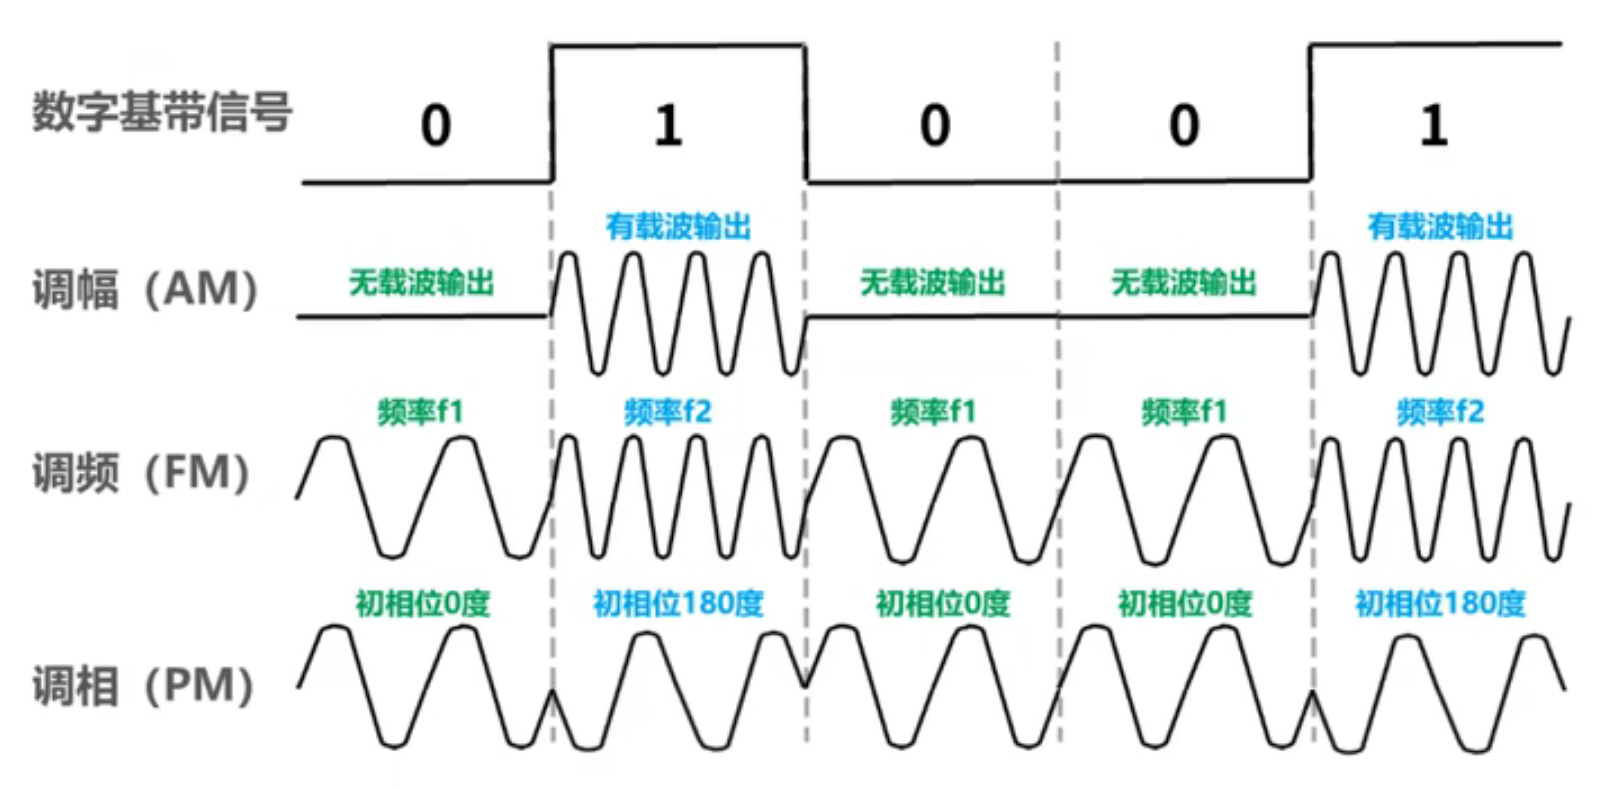 数字基带信号
0 1 0 0 1
有载波输出 有载波输出
调幅（AM） 无载波输出 无载波输出 无载波输出
频率f1 频率f2 频率f1 频率f1 频率f2
调频（FM）
初相位0度 初相位180度 初相位0度 初相位0度 初相位180度
调相（PM）